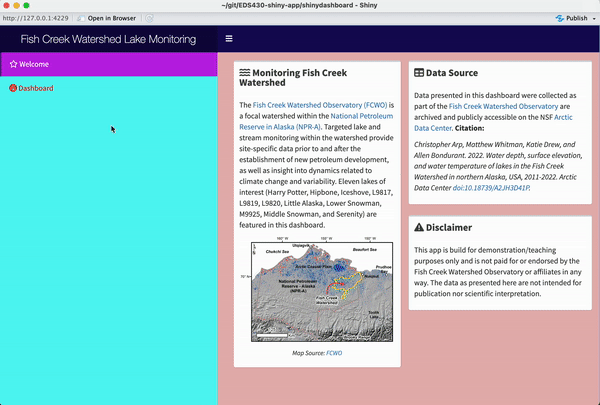 ~/git/EDS430-shiny-app/shinydashboard - Shiny
http://127.0.0.1:4229
Open in Browser
Publish
Fish Creek Watershed Lake Monitoring
Welcome
Dashboard
Monitoring Fish Creek
Watershed
The Fish Creek Watershed Observatory (FCWO) is
a focal watershed within the National Petroleum
Reserve in Alaska (NPR-A). Targeted lake and
stream monitoring within the watershed provide
site-specific data prior to and after the
establishment of new petroleum development,
as well as insight into dynamics related to
climate change and variability. Eleven lakes of
interest (Harry Potter, Hipbone, Iceshove, L9817,
L9819, L9820, Little Alaska, Lower Snowman,
M9925, Middle Snowman, and Serenity) are
featured in this dashboard.
Chukchi Sea
Beaufort Sea
Prudhoe
Bay
Arctic Coastal Plain
National Petroleum
Reserve - Alaska
(NPR-A)
Fish Creek
Watershed
Toolik
Lake
Map Source: FCWO
Data Source
Data presented in this dashboard were collected as
part of the Fish Creek Watershed Observatory are
archived and publicly accessible on the NSF Arctic
Data Center. Citation:
Christopher Arp, Matthew Whitman, Katie Drew, and
Allen Bondurant. 2022. Water depth, surface elevation,
and water temperature of lakes in the Fish Creek
Watershed in northern Alaska, USA, 2011-2022. Arctic
Data Center doi:10.18739/A2JH3D41P.
Disclaimer
This app is build for demonstration/teaching
purposes only and is not paid for or endorsed by the
Fish Creek Watershed Observatory or affiliates in any
way. The data as presented here are not intended for
publication nor scientific interpretation.